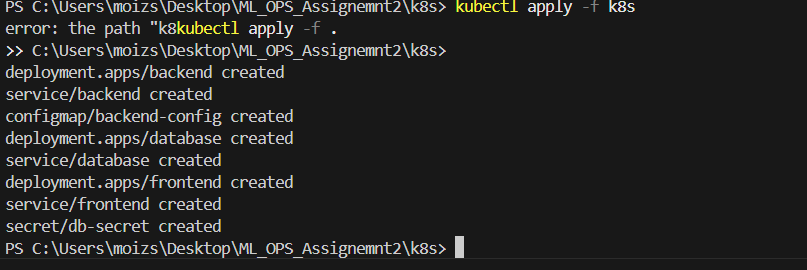 PS C:\Users\moizs\Desktop\ML_OPS_Assignemnt2\k8s> kubectl apply -f k8s
error: the path "k8kubectl apply -f .
>> C:\Users\moizs\Desktop\ML_OPS_Assignemnt2\k8s>
deployment.apps/backend created
service/backend created
configmap/backend-config created
deployment.apps/database created
service/database created
deployment.apps/frontend created
service/frontend created
secret/db-secret created
PS C:\Users\moizs\Desktop\ML_OPS_Assignemnt2\k8s>